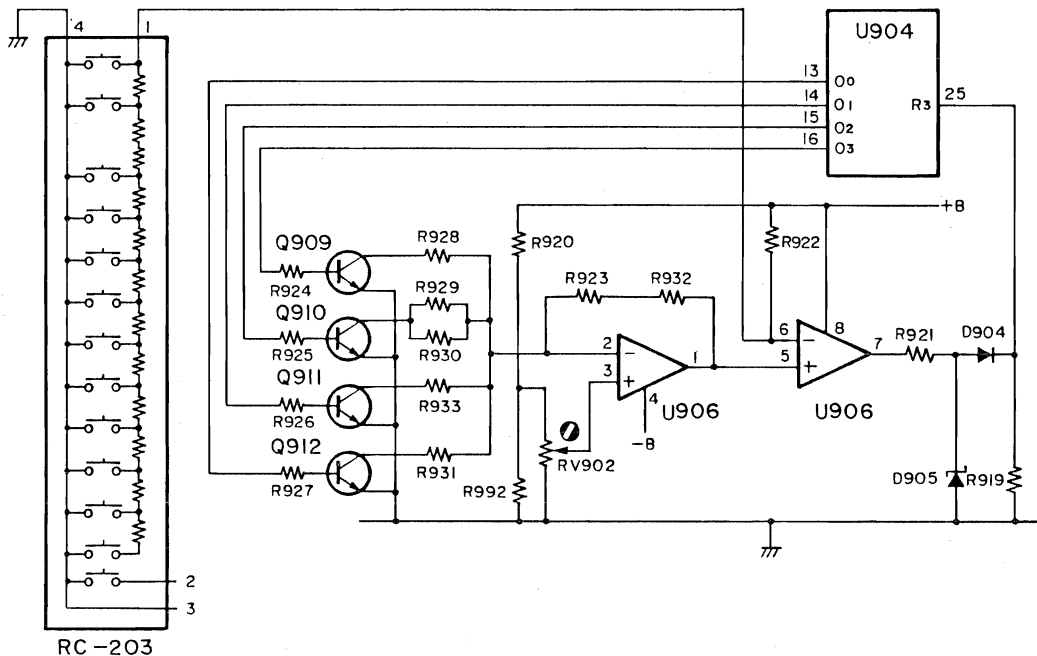 4
1
U904
13
O0
14
O1
15
O2
16
O3
R3
25
+B
R920
R922
Q909
R928
R924
R929
Q910
R930
R925
Q911
R933
R926
Q912
R931
R927
R923
R932
2
-
3
+
1
4
-B
U906
RV902
R992
6
-
5
+
8
7
U906
R921
D904
D905
R919
2
3
RC-203